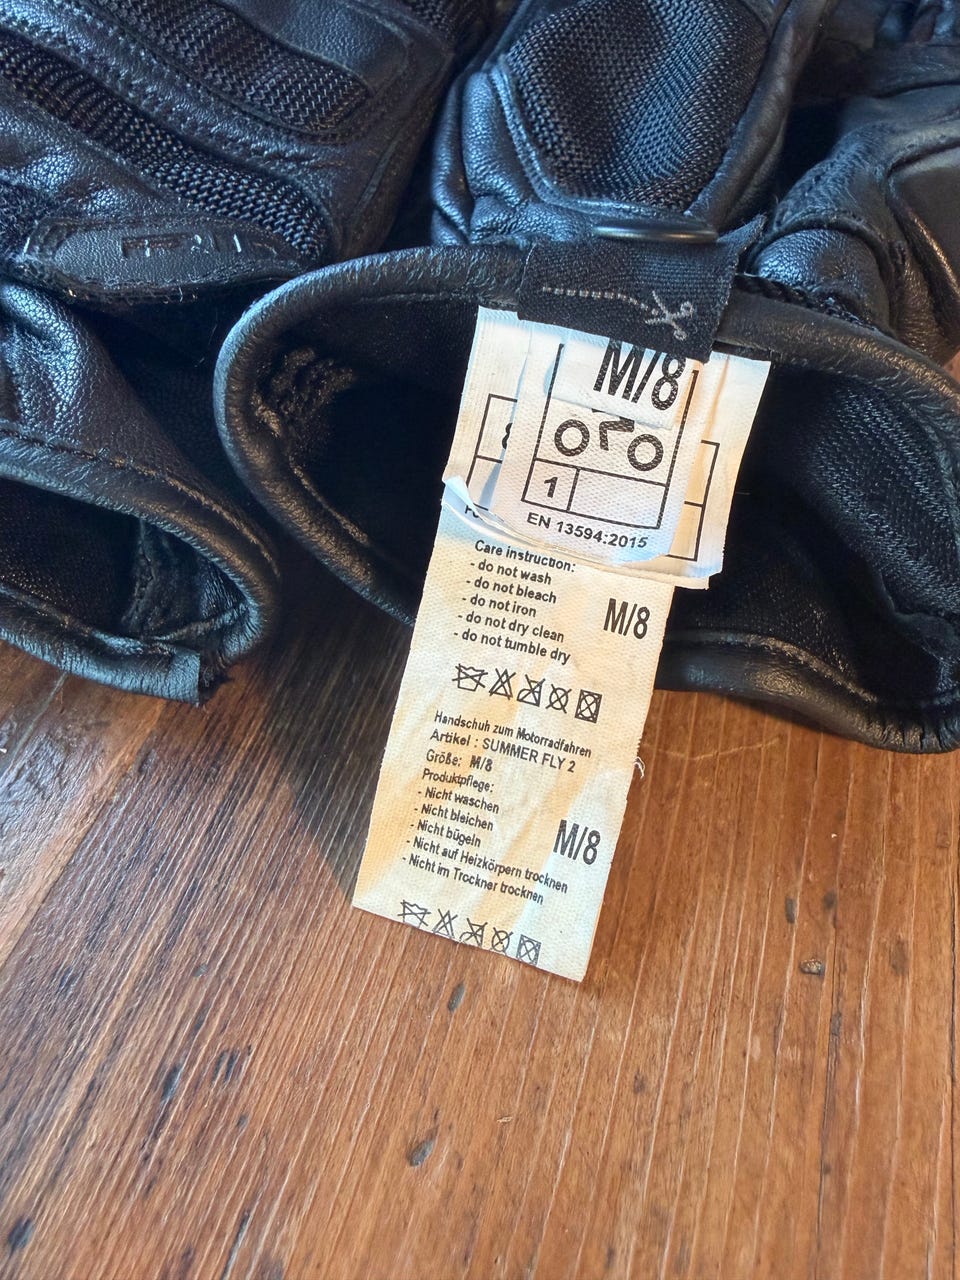 M/8
1
EN 13594:2015
Care instruction:
- do not wash
- do not bleach
- do not iron
- do not dry clean
- do not tumble dry
M/8
Handschuh zum Motorradfahren
Artikel : SUMMER FLY 2
Größe: M/8
Produktpflege:
- Nicht waschen
- Nicht bleichen
- Nicht bügeln
- Nicht auf Heizkörpern trocknen
- Nicht im Trockner trocknen
M/8